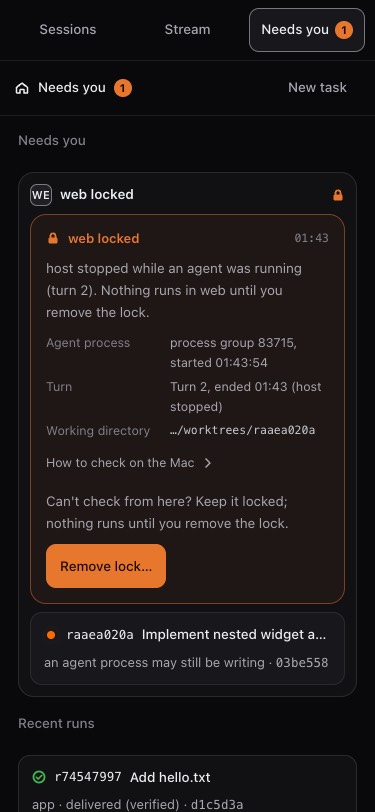 Sessions Stream Needs you 1
Needs you 1 New task
Needs you
WE web locked
web locked 01:43
host stopped while an agent was running
(turn 2). Nothing runs in web until you
remove the lock.
Agent process process group 83715,
started 01:43:54
Turn Turn 2, ended 01:43 (host
stopped)
Working directory …/worktrees/raaea020a
How to check on the Mac
Can't check from here? Keep it locked;
nothing runs until you remove the lock.
Remove lock...
raaea020a Implement nested widget a...
an agent process may still be writing · 03be558
Recent runs
r74547997 Add hello.txt
app · delivered (verified) · d1c5d3a